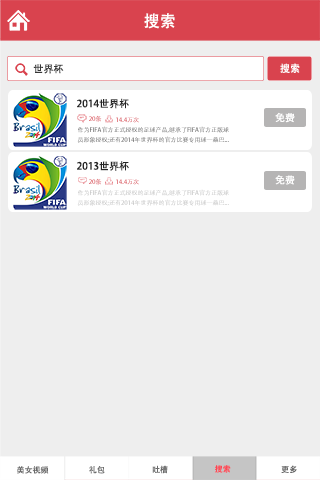 搜索
世界杯
搜索
2014世界杯
20条 14.4万次
免费
作为FIFA官方正式授权的足球产品,继承了FIFA官方正版球
员形象授权;还有2014年世界杯的官方比赛专用球—桑巴...
Brasil
2014
FIFA
WORLD CUP
2013世界杯
20条 14.4万次
免费
作为FIFA官方正式授权的足球产品,继承了FIFA官方正版球
员形象授权;还有2014年世界杯的官方比赛专用球—桑巴...
Brasil
2014
FIFA
WORLD CUP
美女视频 礼包 吐槽 搜索 更多